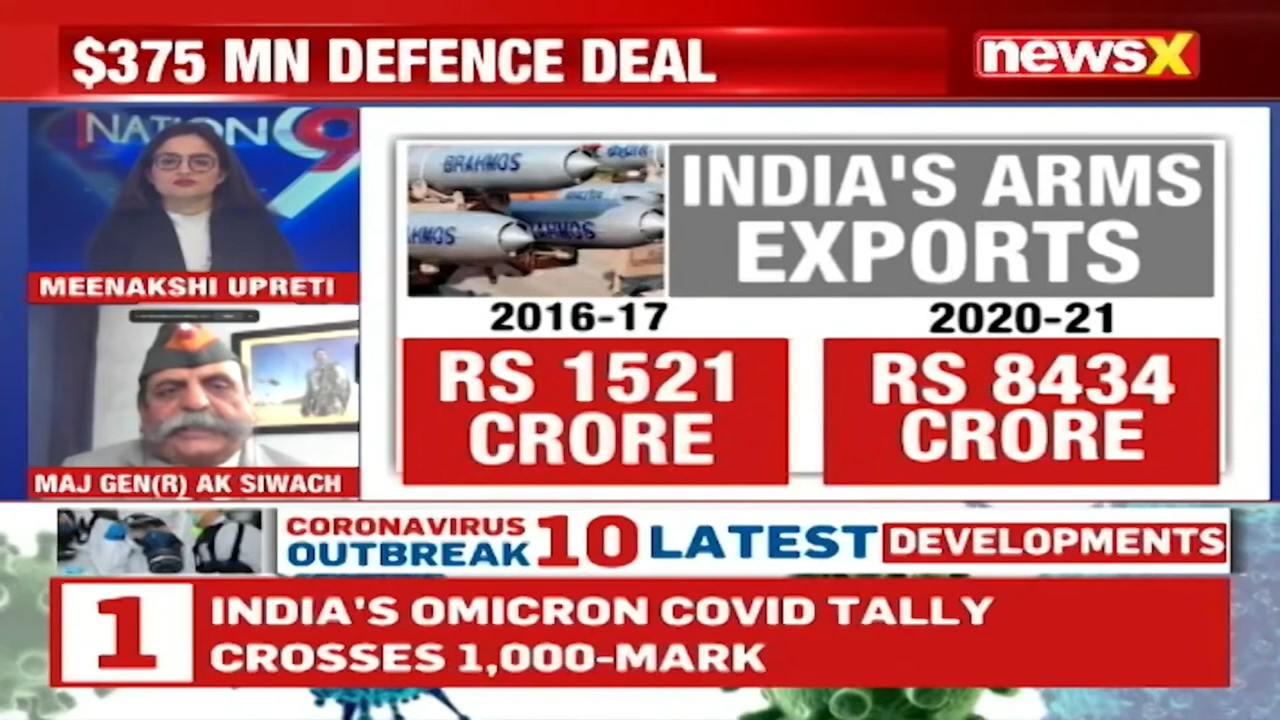 $375 MN DEFENCE DEAL
newsX
NATION 9
MEENAKSHI UPRETI
MAJ GEN(R) AK SIWACH
BRAHMOS
INDIA'S ARMS
EXPORTS
2016-17
2020-21
RS 1521
CRORE
RS 8434
CRORE
CORONAVIRUS
OUTBREAK
10 LATEST DEVELOPMENTS
1
INDIA'S OMICRON COVID TALLY
CROSSES 1,000-MARK